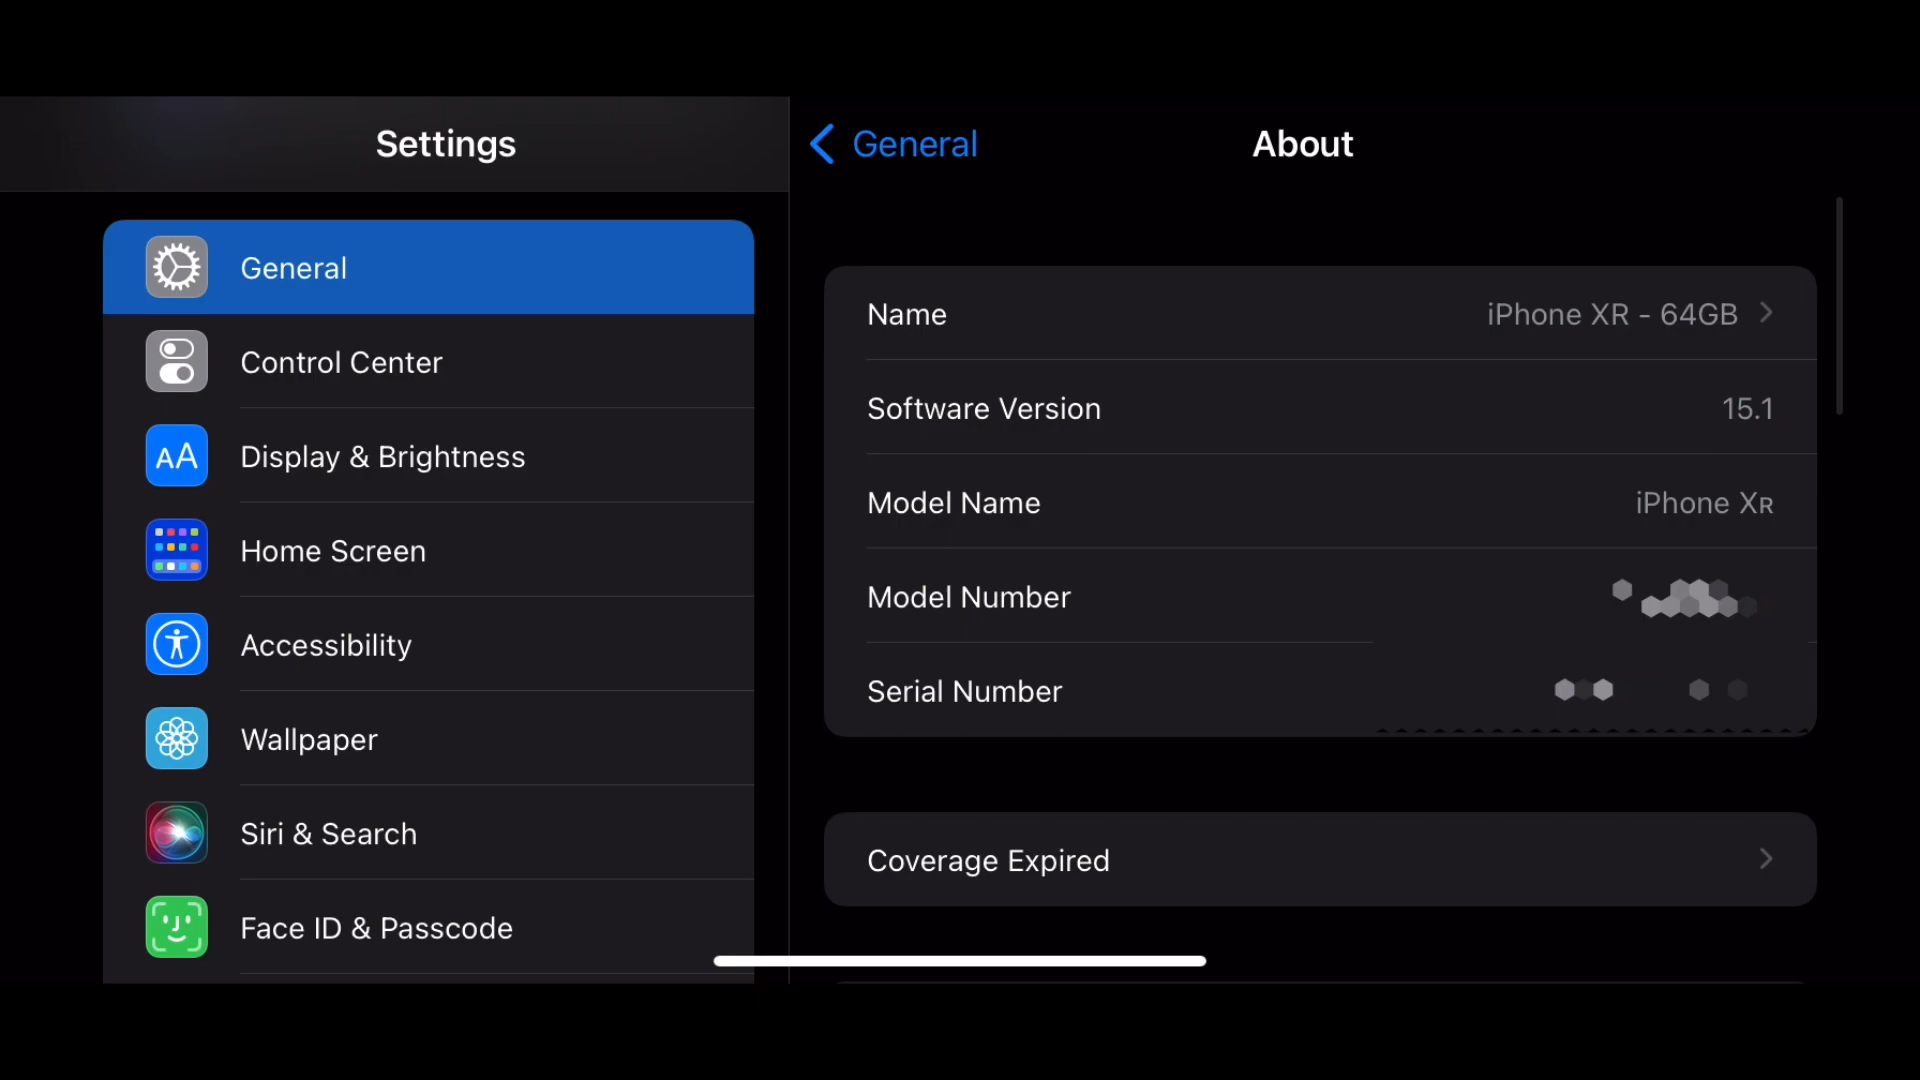 Settings
General
Control Center
AA
Display & Brightness
Home Screen
Accessibility
Wallpaper
Siri & Search
Face ID & Passcode
General
About
Name iPhone XR - 64GB
Software Version 15.1
Model Name iPhone XR
Model Number
Serial Number
Coverage Expired